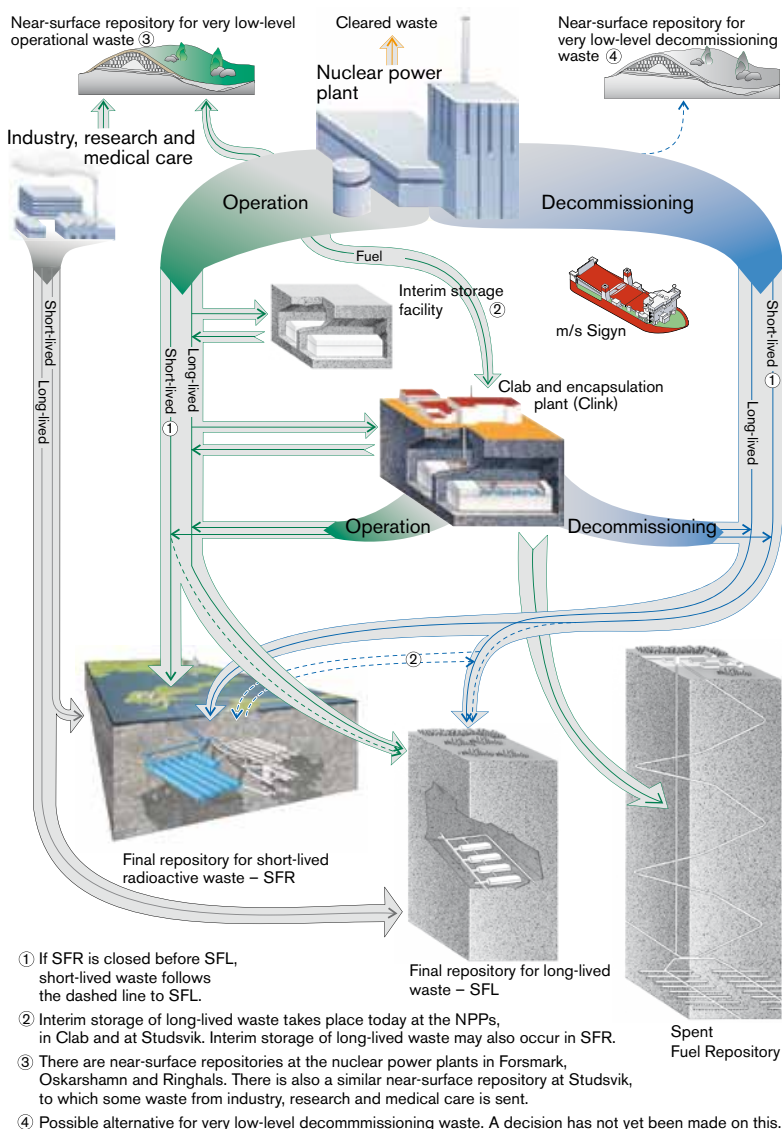 Near-surface repository for very low-level
operational waste ③
Cleared waste
Near-surface repository for
very low-level decommissioning
waste ④
Nuclear power
plant
Industry, research and
medical care
Operation
Decommissioning
Fuel
Interim storage
facility
②
m/s Sigyn
Short-lived
Long-lived
Short-lived
①
Long-lived
Short-lived
①
Long-lived
Clab and encapsulation
plant (Clink)
Operation
Decommissioning
②
Final repository for short-lived
radioactive waste – SFR
Final repository for long-lived
waste – SFL
Spent
Fuel Repository
① If SFR is closed before SFL,
short-lived waste follows
the dashed line to SFL.
② Interim storage of long-lived waste takes place today at the NPPs,
in Clab and at Studsvik. Interim storage of long-lived waste may also occur in SFR.
③ There are near-surface repositories at the nuclear power plants in Forsmark,
Oskarshamn and Ringhals. There is also a similar near-surface repository at Studsvik,
to which some waste from industry, research and medical care is sent.
④ Possible alternative for very low-level decommmissioning waste. A decision has not yet been made on this.